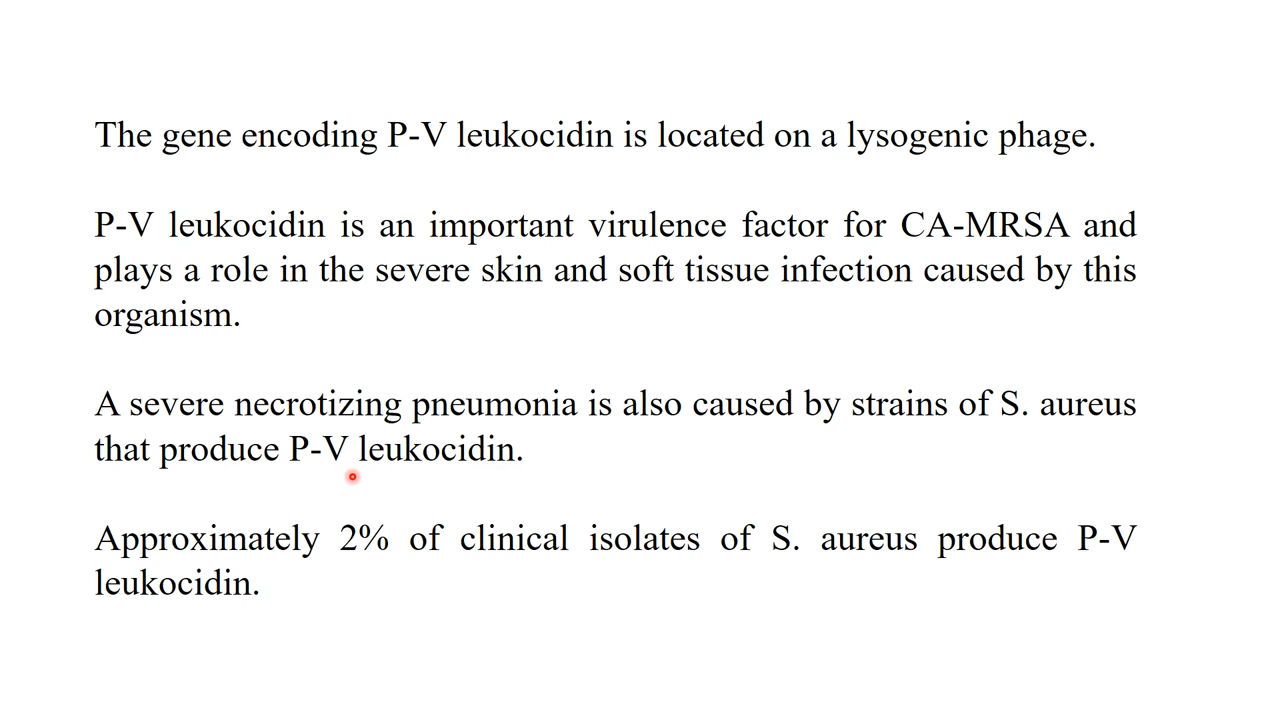 The gene encoding P-V leukocidin is located on a lysogenic phage.
P-V leukocidin is an important virulence factor for CA-MRSA and
plays a role in the severe skin and soft tissue infection caused by this
organism.
A severe necrotizing pneumonia is also caused by strains of S. aureus
that produce P-V leukocidin.
Approximately 2% of clinical isolates of S. aureus produce P-V
leukocidin.